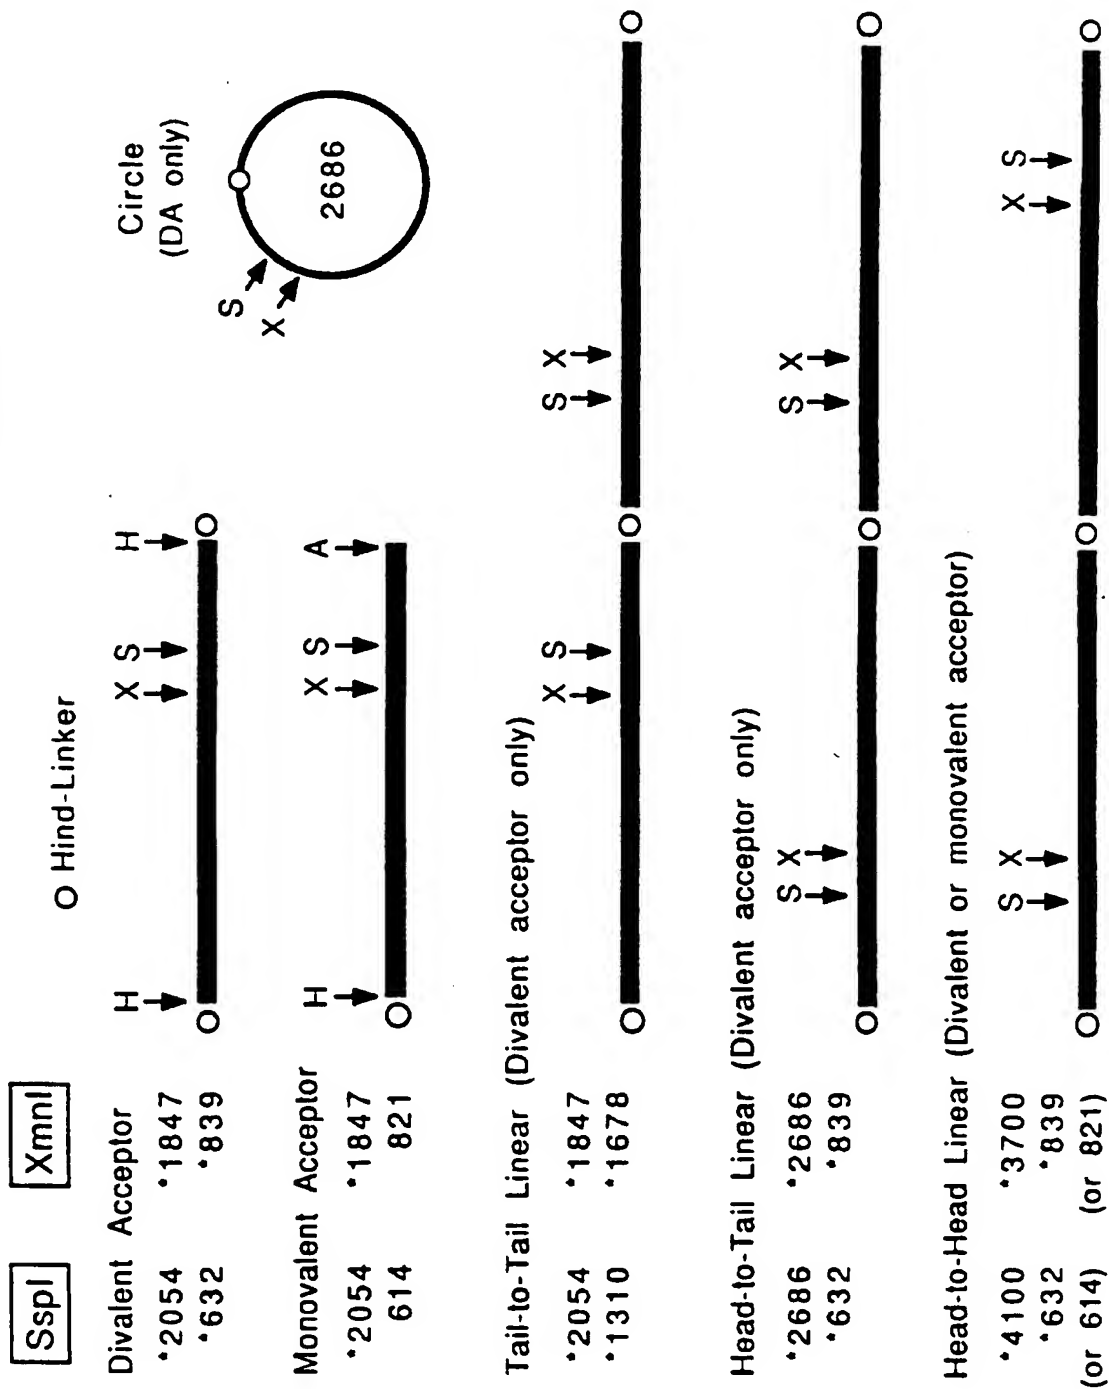 SspI XmnI
O Hind-Linker
Circle
(DA only)
S
X
2686
Divalent Acceptor
*2054 *1847
*632 *839
H X S H
Monovalent Acceptor
*2054 *1847
614 821
H X S A
Tail-to-Tail Linear (Divalent acceptor only)
*2054 *1847
*1310 *1678
X S S X
Head-to-Tail Linear (Divalent acceptor only)
*2686 *2686
*632 *839
S X S X
Head-to-Head Linear (Divalent or monovalent acceptor)
*4100 *3700
*632 *839
(or 614) (or 821)
S X X S